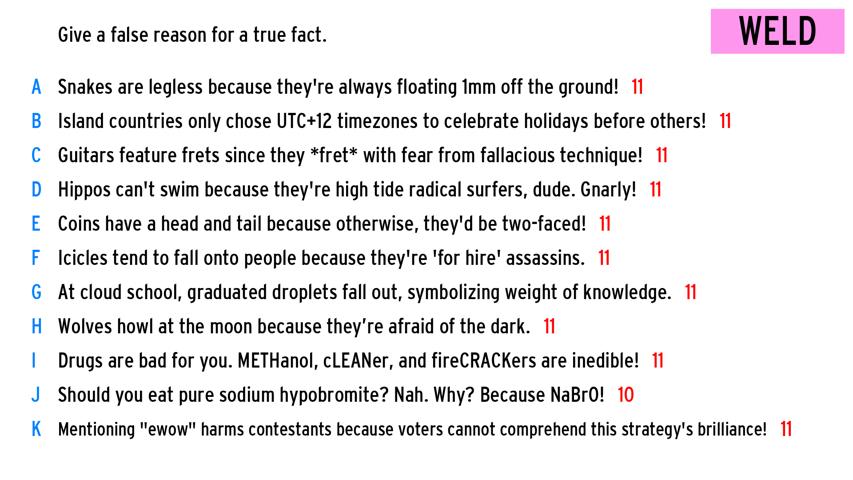 Give a false reason for a true fact.
WELD
A Snakes are legless because they're always floating 1mm off the ground! 11
B Island countries only chose UTC+12 timezones to celebrate holidays before others! 11
C Guitars feature frets since they *fret* with fear from fallacious technique! 11
D Hippos can't swim because they're high tide radical surfers, dude. Gnarly! 11
E Coins have a head and tail because otherwise, they'd be two-faced! 11
F Icicles tend to fall onto people because they're 'for hire' assassins. 11
G At cloud school, graduated droplets fall out, symbolizing weight of knowledge. 11
H Wolves howl at the moon because they’re afraid of the dark. 11
I Drugs are bad for you. METHanol, cLEANer, and fireCRACKers are inedible! 11
J Should you eat pure sodium hypobromite? Nah. Why? Because NaBrO! 10
K Mentioning "ewow" harms contestants because voters cannot comprehend this strategy's brilliance! 11